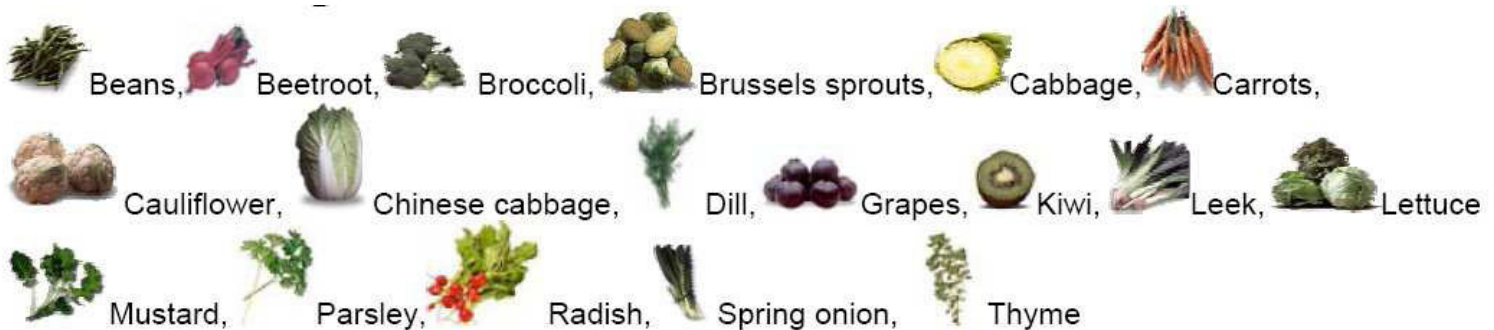 Beans, Beetroot, Broccoli, Brussels sprouts, Cabbage, Carrots,
Cauliflower, Chinese cabbage, Dill, Grapes, Kiwi, Leek, Lettuce
Mustard, Parsley, Radish, Spring onion, Thyme